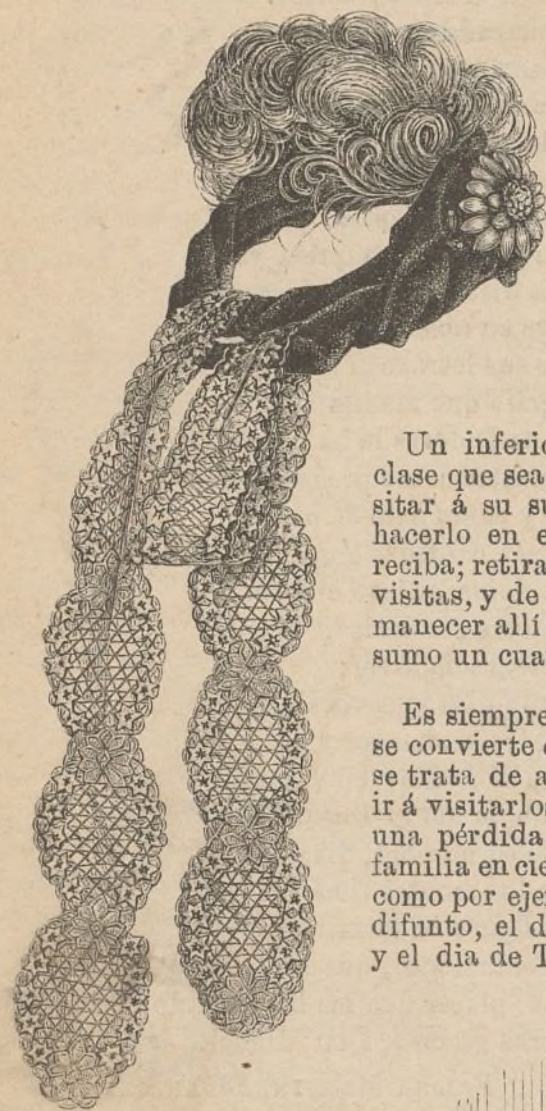 Un inferio
clase que sea
sitar á su su
hacerlo en e
reciba; retira
visitas, y de
manecer allí
sumo un cua
Es siempre
se convierte
se trata de a
ir á visitarlo
una pérdida
familia en cie
como por eje
difunto, el d
y el dia de T